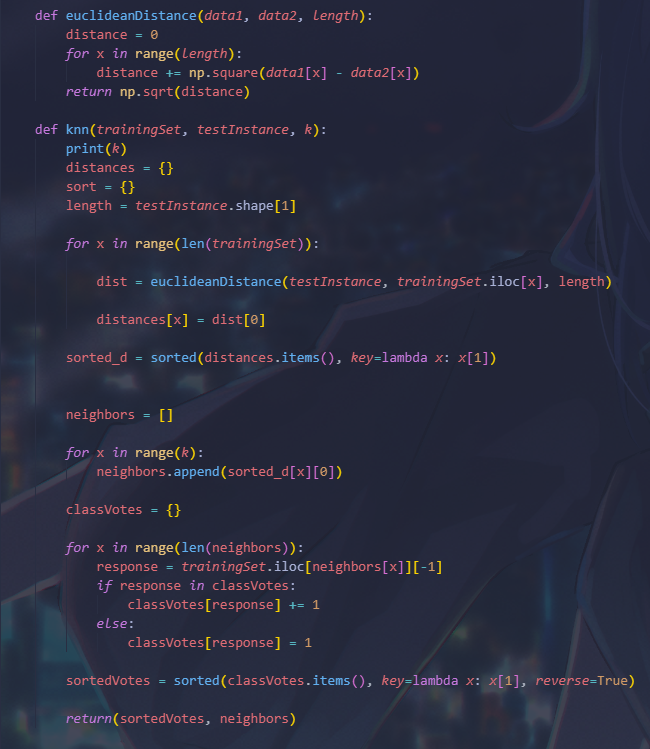 def euclideanDistance(data1, data2, length):
    distance = 0
    for x in range(length):
        distance += np.square(data1[x] - data2[x])
    return np.sqrt(distance)
def knn(trainingSet, testInstance, k):
    print(k)
    distances = {}
    sort = {}
    length = testInstance.shape[1]
    for x in range(len(trainingSet)):
        dist = euclideanDistance(testInstance, trainingSet.iloc[x], length)
        distances[x] = dist[0]
    sorted_d = sorted(distances.items(), key=lambda x: x[1])
    neighbors = []
    for x in range(k):
        neighbors.append(sorted_d[x][0])
    classVotes = {}
    for x in range(len(neighbors)):
        response = trainingSet.iloc[neighbors[x]][-1]
        if response in classVotes:
            classVotes[response] += 1
        else:
            classVotes[response] = 1
    sortedVotes = sorted(classVotes.items(), key=lambda x: x[1], reverse=True)
    return(sortedVotes, neighbors)